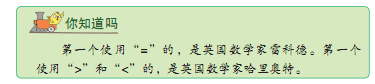 你知道吗
第一个使用“=”的，是英国数学家雷科德。第一个
使用“>”和“<”的，是英国数学家哈里奥特。